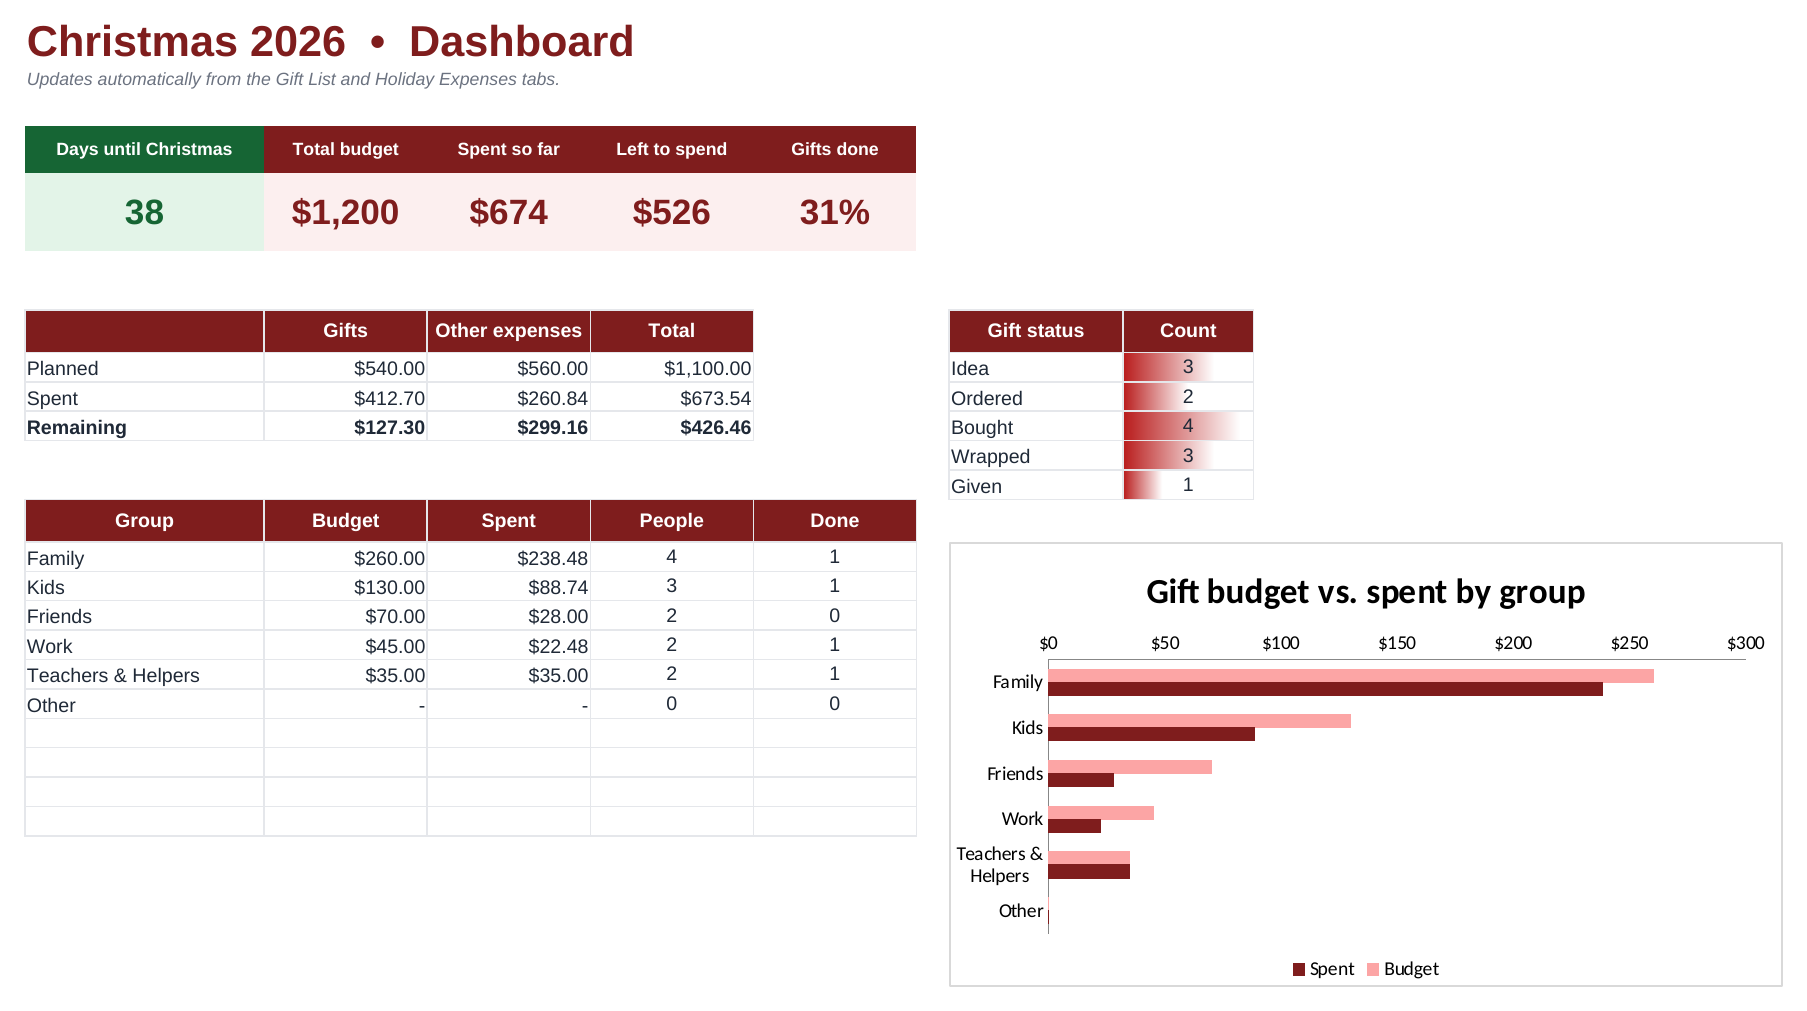 Christmas 2026 • Dashboard
Updates automatically from the Gift List and Holiday Expenses tabs.
Days until Christmas Total budget Spent so far Left to spend Gifts done
38 $1,200 $674 $526 31%
Gifts Other expenses Total
Planned $540.00 $560.00 $1,100.00
Spent $412.70 $260.84 $673.54
Remaining $127.30 $299.16 $426.46
Gift status Count
Idea 3
Ordered 2
Bought 4
Wrapped 3
Given 1
Group Budget Spent People Done
Family $260.00 $238.48 4 1
Kids $130.00 $88.74 3 1
Friends $70.00 $28.00 2 0
Work $45.00 $22.48 2 1
Teachers & Helpers $35.00 $35.00 2 1
Other - - 0 0
Gift budget vs. spent by group
$0 $50 $100 $150 $200 $250 $300
Family
Kids
Friends
Work
Teachers &
Helpers
Other
Spent Budget